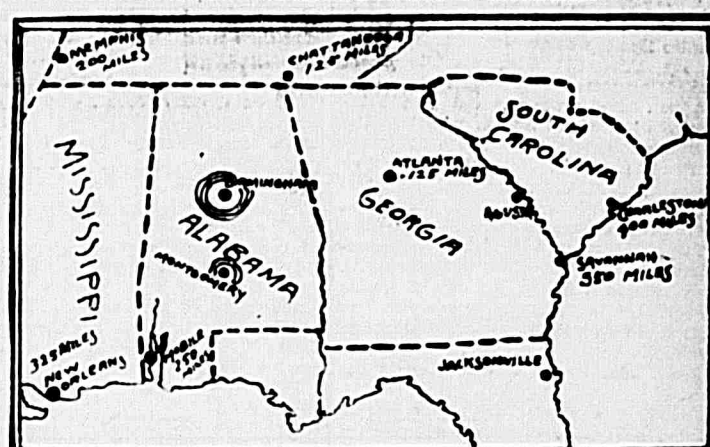 MEMPHIS
200
MILES
CHATTANOOGA
125 MILES
MISSISSIPPI
SOUTH
CAROLINA
ATLANTA
125 MILES
BIRMINGHAM
GEORGIA
ALABAMA
MONTGOMERY
CHARLESTON
400 MILES
SAVANNAH
350 MILES
325 MILES
NEW
ORLEANS
MOBILE
250
MILES
JACKSONVILLE